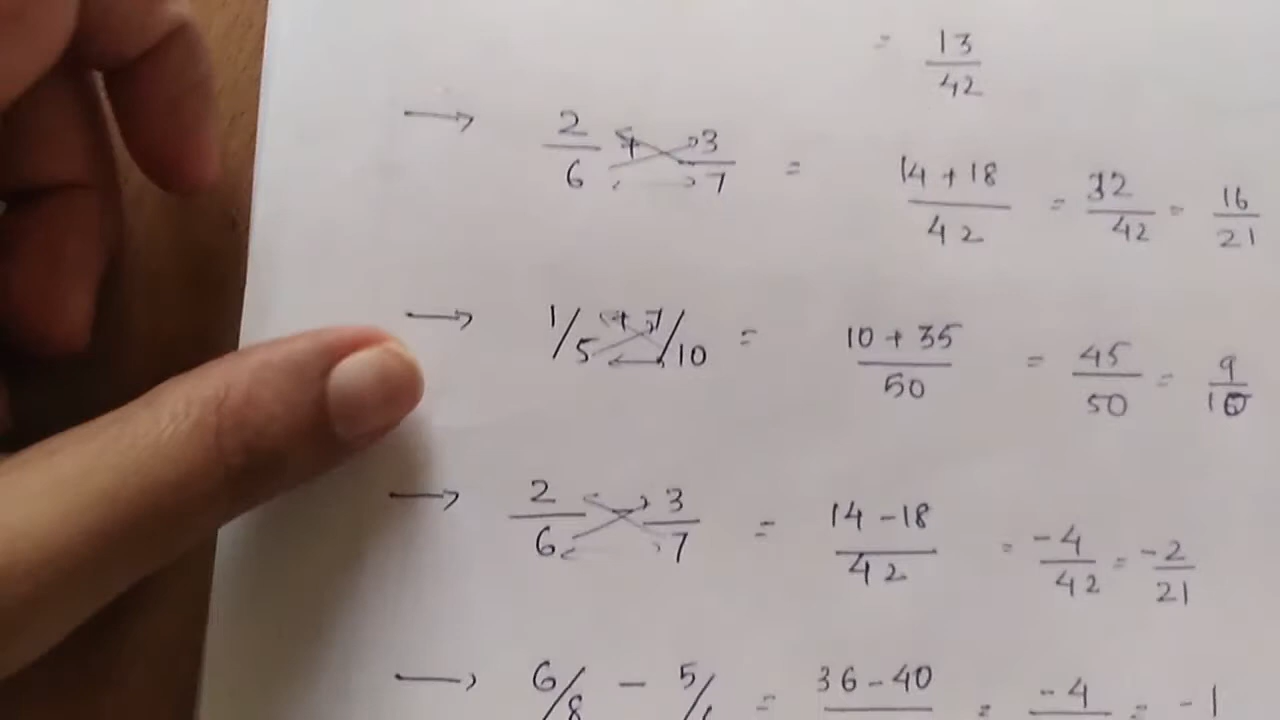 = 13/42
→ 2/6 + 3/7 = 14 + 18/42 = 32/42 = 16/21
→ 1/5 + 7/10 = 10 + 35/50 = 45/50 = 9/10
→ 2/6 - 3/7 = 14 - 18/42 = -4/42 = -2/21
→ 6/8 - 5/ = 36 - 40 = -4 = -1